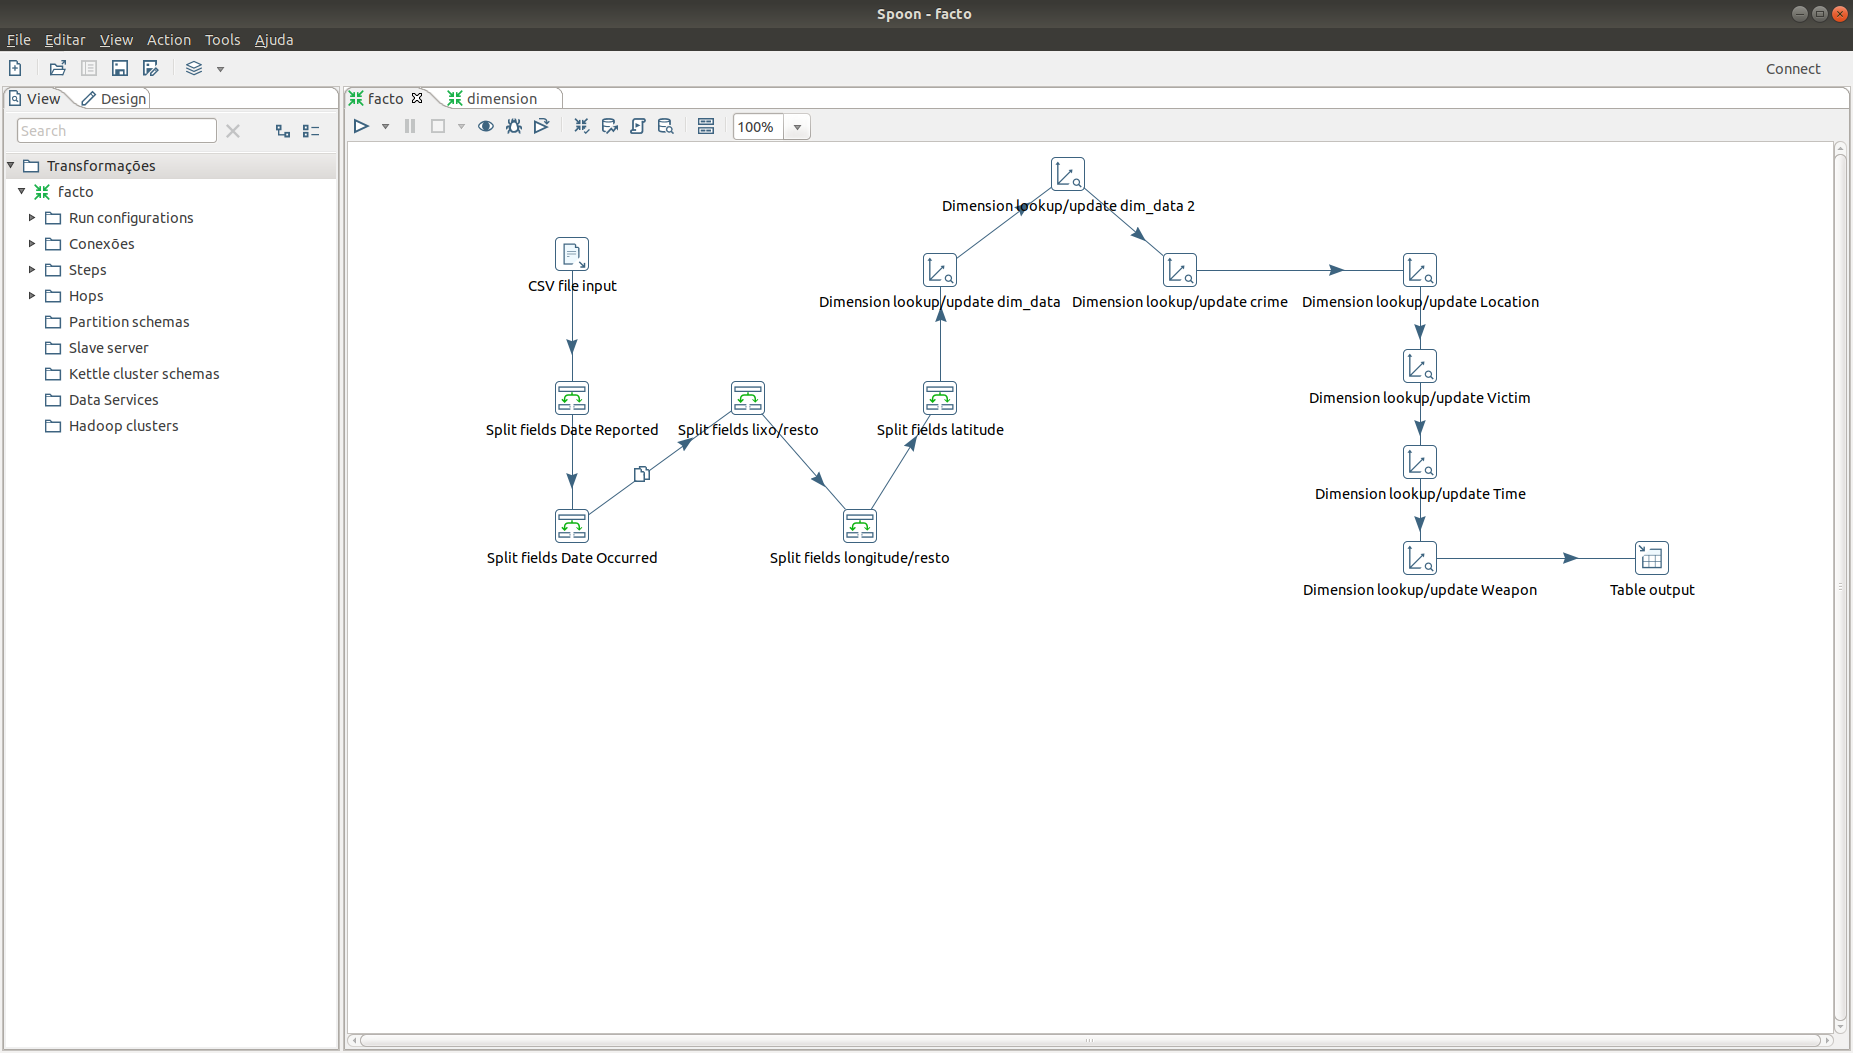 Spoon - facto
File Editar View Action Tools Ajuda
Connect
View Design
facto dimension
Search
100%
Transformações
facto
Run configurations
Conexões
Steps
Hops
Partition schemas
Slave server
Kettle cluster schemas
Data Services
Hadoop clusters
Dimension lookup/update dim_data 2
CSV file input
Dimension lookup/update dim_data
Dimension lookup/update crime
Dimension lookup/update Location
Dimension lookup/update Victim
Split fields Date Reported
Split fields lixo/resto
Split fields latitude
Dimension lookup/update Time
Split fields Date Occurred
Split fields longitude/resto
Dimension lookup/update Weapon
Table output